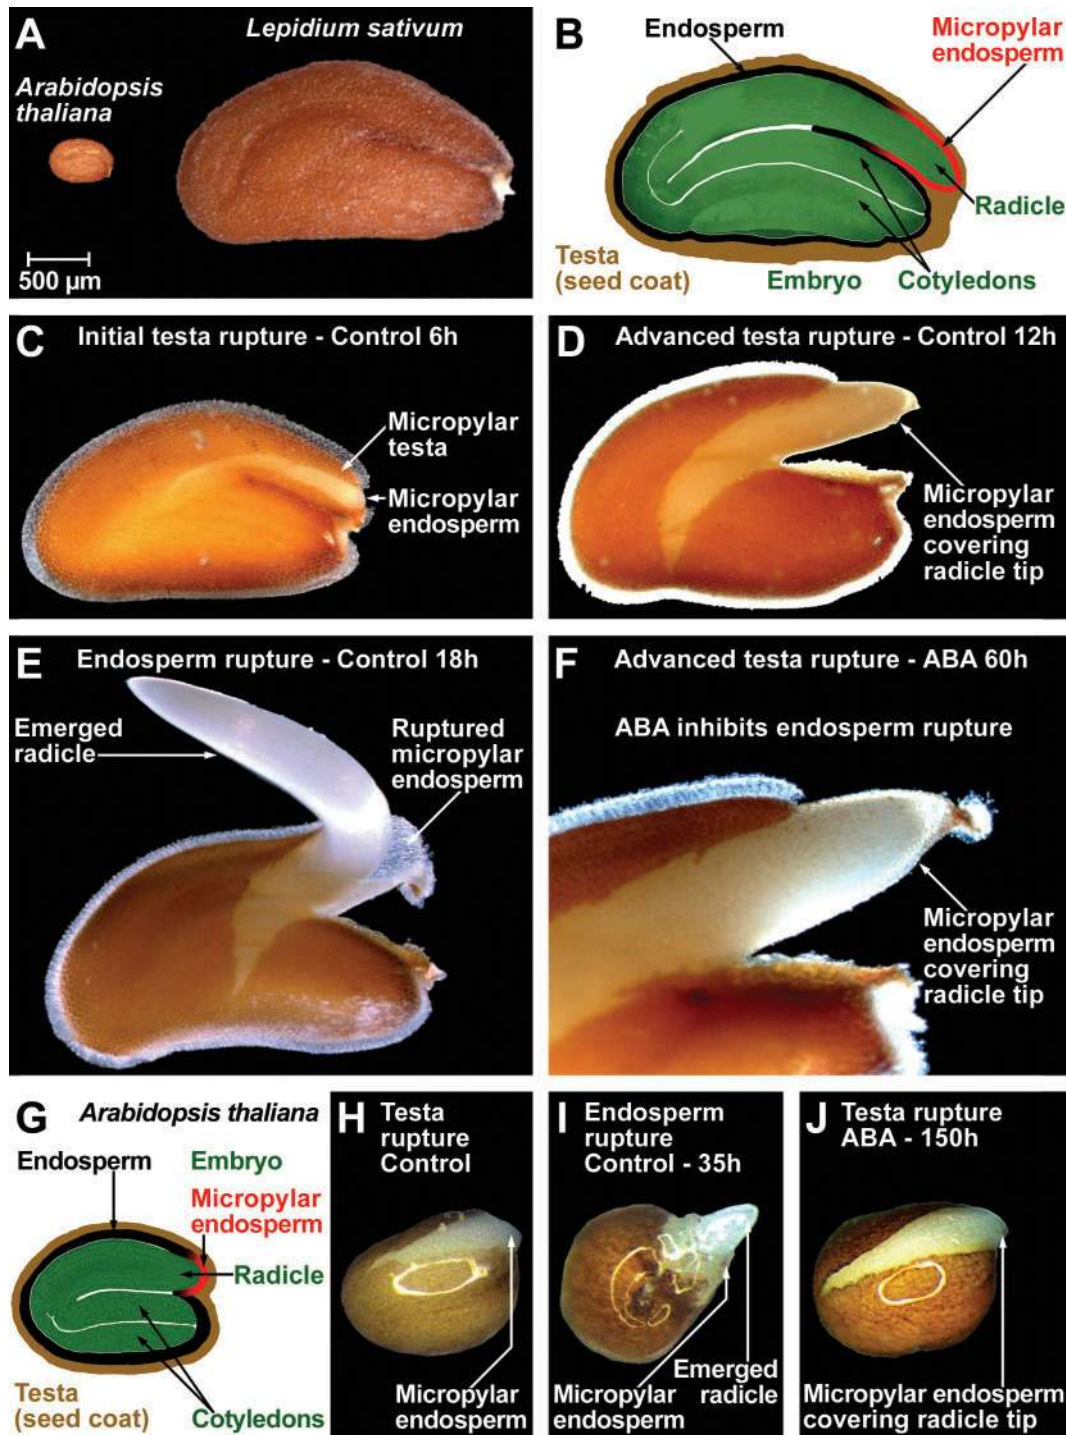 A
Lepidium sativum
Arabidopsis
thaliana
500 µm
B
Endosperm
Micropylar
endosperm
Radicle
Testa
(seed coat)
Embryo
Cotyledons
C
Initial testa rupture - Control 6h
Micropylar
testa
Micropylar
endosperm
D
Advanced testa rupture - Control 12h
Micropylar
endosperm
covering
radicle tip
E
Endosperm rupture - Control 18h
Emerged
radicle
Ruptured
micropylar
endosperm
F
Advanced testa rupture - ABA 60h
ABA inhibits endosperm rupture
Micropylar
endosperm
covering
radicle tip
G
Arabidopsis thaliana
Endosperm
Embryo
Micropylar
endosperm
Radicle
Testa
(seed coat)
Cotyledons
H
Testa
rupture
Control
Micropylar
endosperm
I
Endosperm
rupture
Control - 35h
Emerged
radicle
Micropylar
endosperm
J
Testa rupture
ABA - 150h
Micropylar endosperm
covering radicle tip